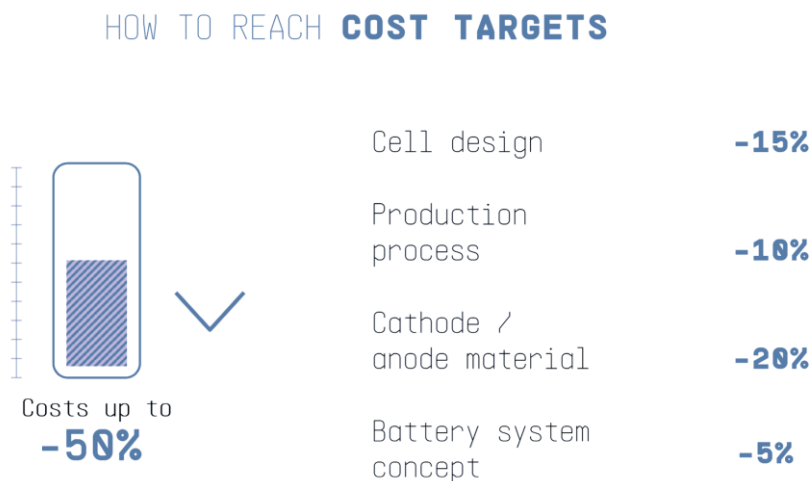 HOW TO REACH COST TARGETS
Cell design -15%
Production
process -10%
Cathode /
anode material -20%
Battery system
concept -5%
Costs up to
-50%